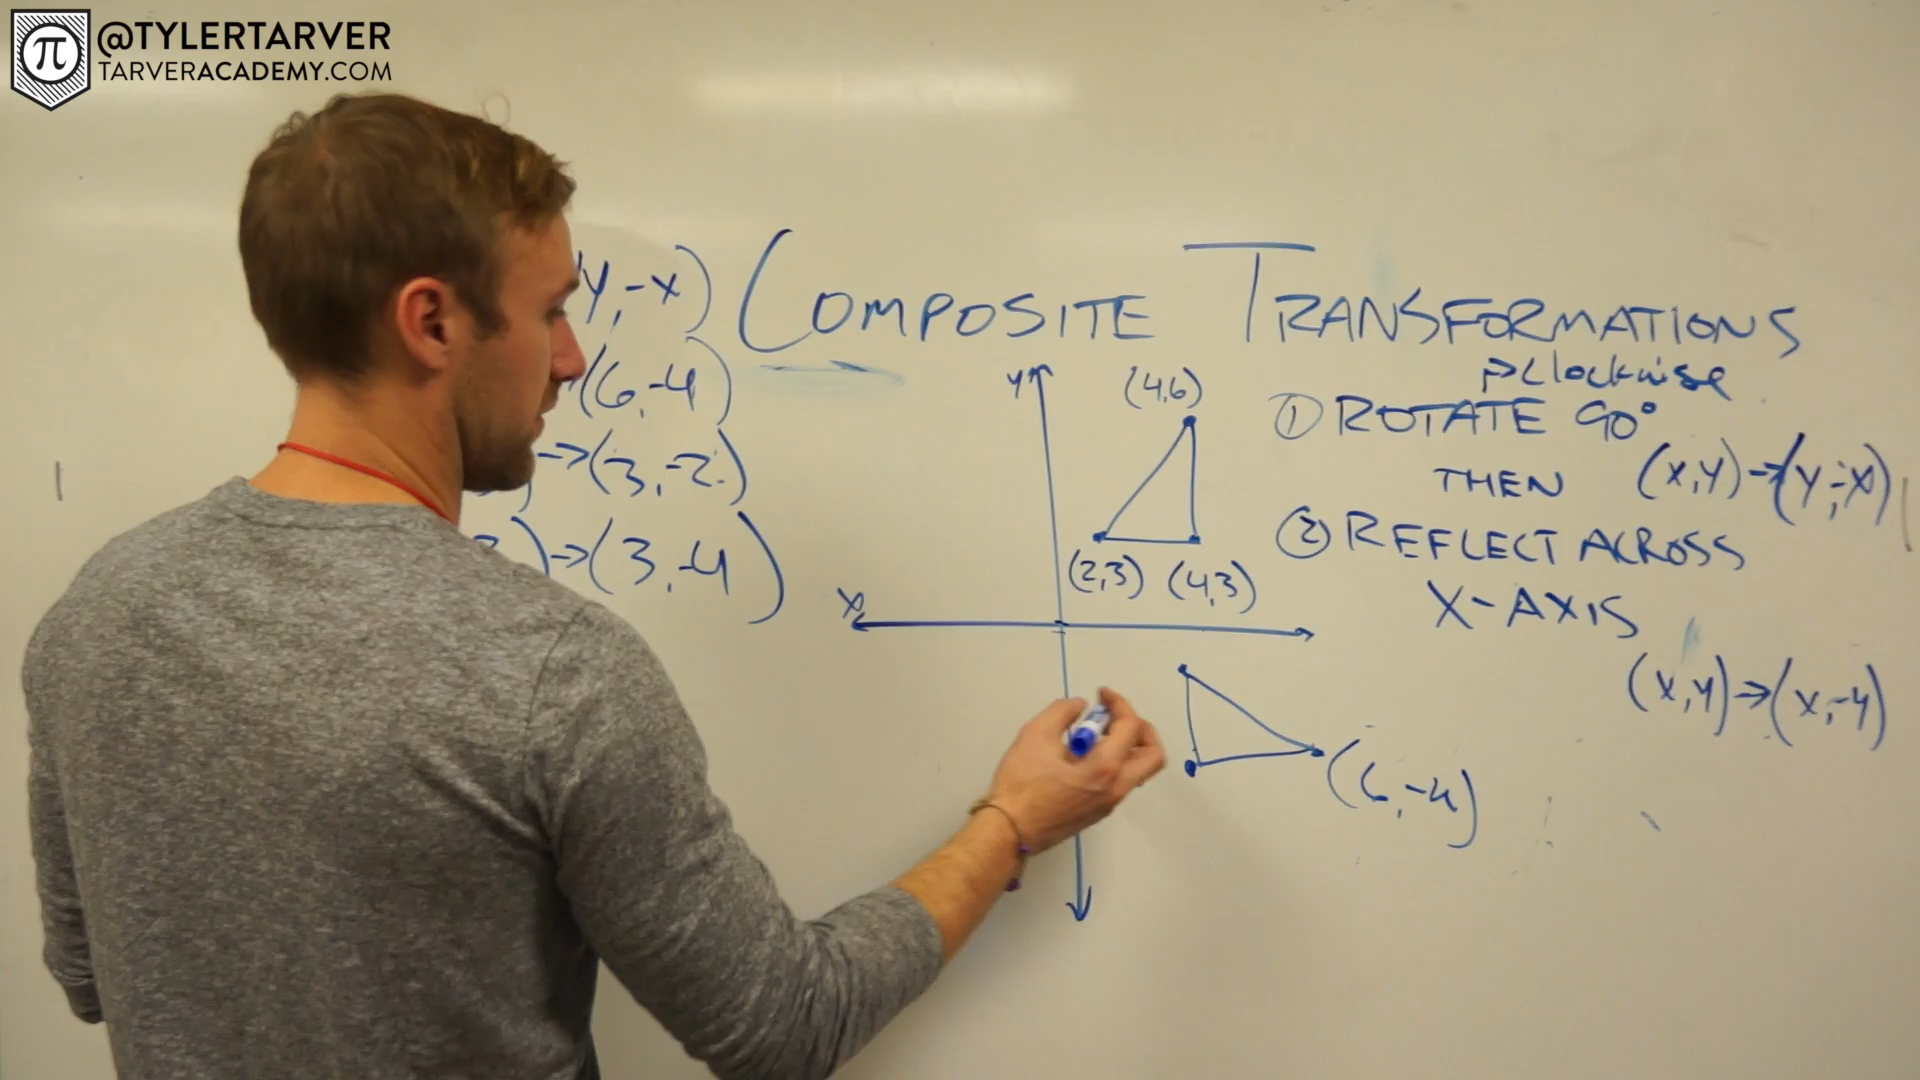 @TYLERTARVER
TARVERACADEMY.COM
COMPOSITE TRANSFORMATIONS
Y,-X)
(6,-4)
→(3,-2)
)→(3,-4)
Y
(4,6)
(2,3) (4,3)
X
(6,-4)
→Clockwise
① ROTATE 90°
THEN (X,Y)→(Y,-X)
② REFLECT ACROSS
X-AXIS
(X,Y)→(X,-Y)